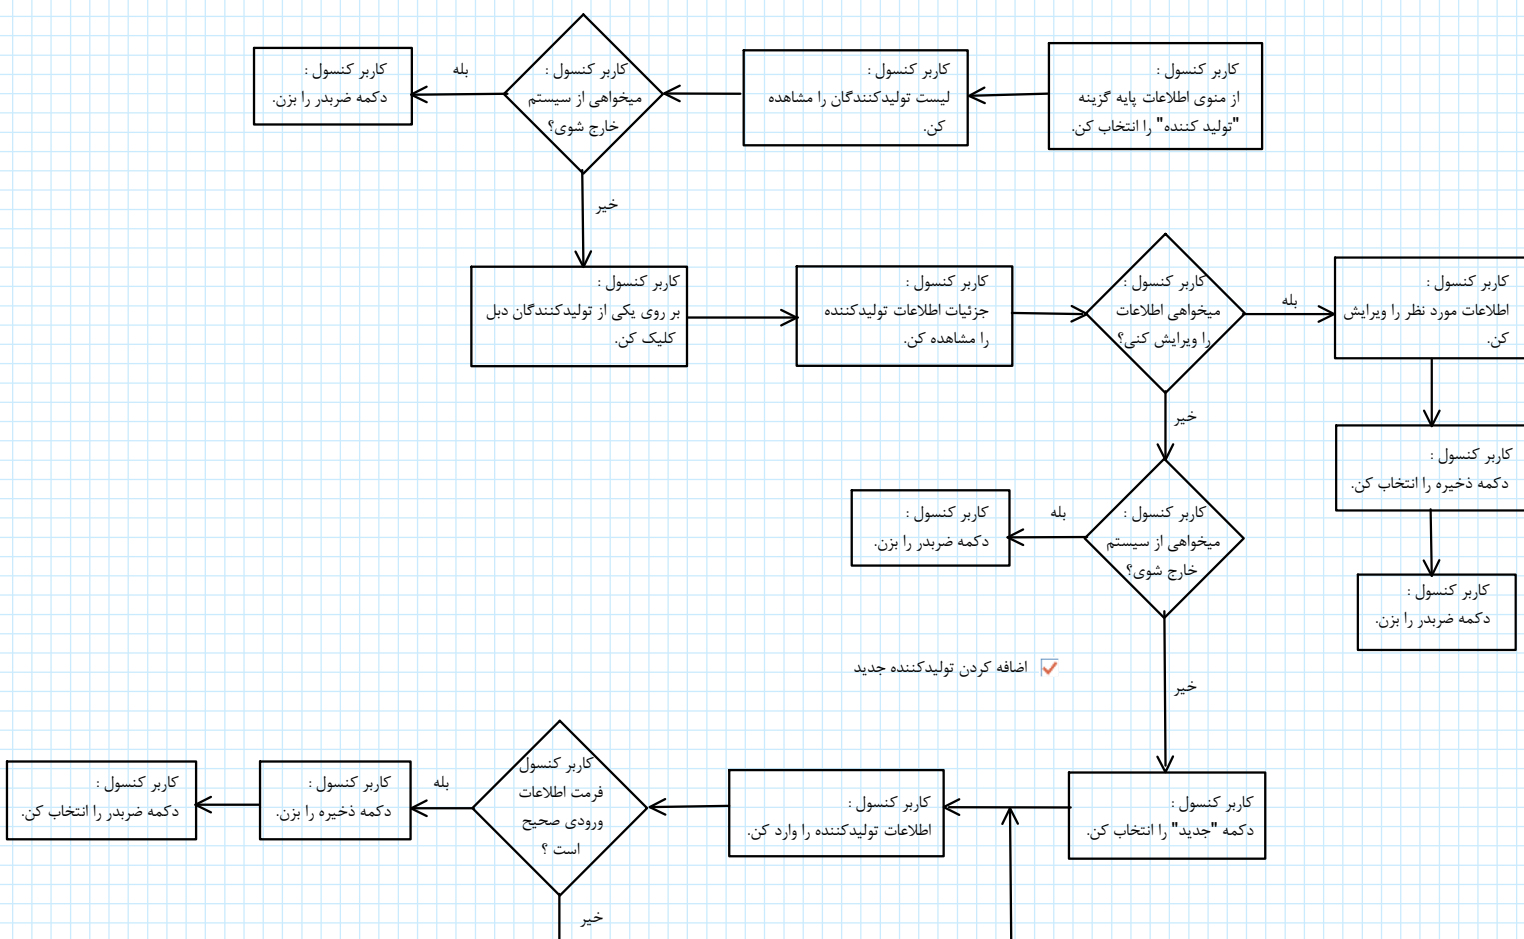 کاربر کنسول :
از منوی اطلاعات پایه گزینه
"تولید کننده" را انتخاب کن.
کاربر کنسول :
لیست تولیدکنندگان را مشاهده
کن.
کاربر کنسول :
میخواهی از سیستم
خارج شوی؟
بله
کاربر کنسول :
دکمه ضربدر را بزن.
خیر
کاربر کنسول :
بر روی یکی از تولیدکنندگان دبل
کلیک کن.
کاربر کنسول :
جزئیات اطلاعات تولیدکننده
را مشاهده کن.
کاربر کنسول :
میخواهی اطلاعات
را ویرایش کنی؟
بله
کاربر کنسول :
اطلاعات مورد نظر را ویرایش
کن.
کاربر کنسول :
دکمه ذخیره را انتخاب کن.
کاربر کنسول :
دکمه ضربدر را بزن.
خیر
کاربر کنسول :
میخواهی از سیستم
خارج شوی؟
بله
کاربر کنسول :
دکمه ضربدر را بزن.
خیر
اضافه کردن تولیدکننده جدید
کاربر کنسول :
دکمه "جدید" را انتخاب کن.
کاربر کنسول :
اطلاعات تولیدکننده را وارد کن.
کاربر کنسول
فرمت اطلاعات
ورودی صحیح
است ؟
بله
کاربر کنسول :
دکمه ذخیره را بزن.
کاربر کنسول :
دکمه ضربدر را انتخاب کن.
خیر